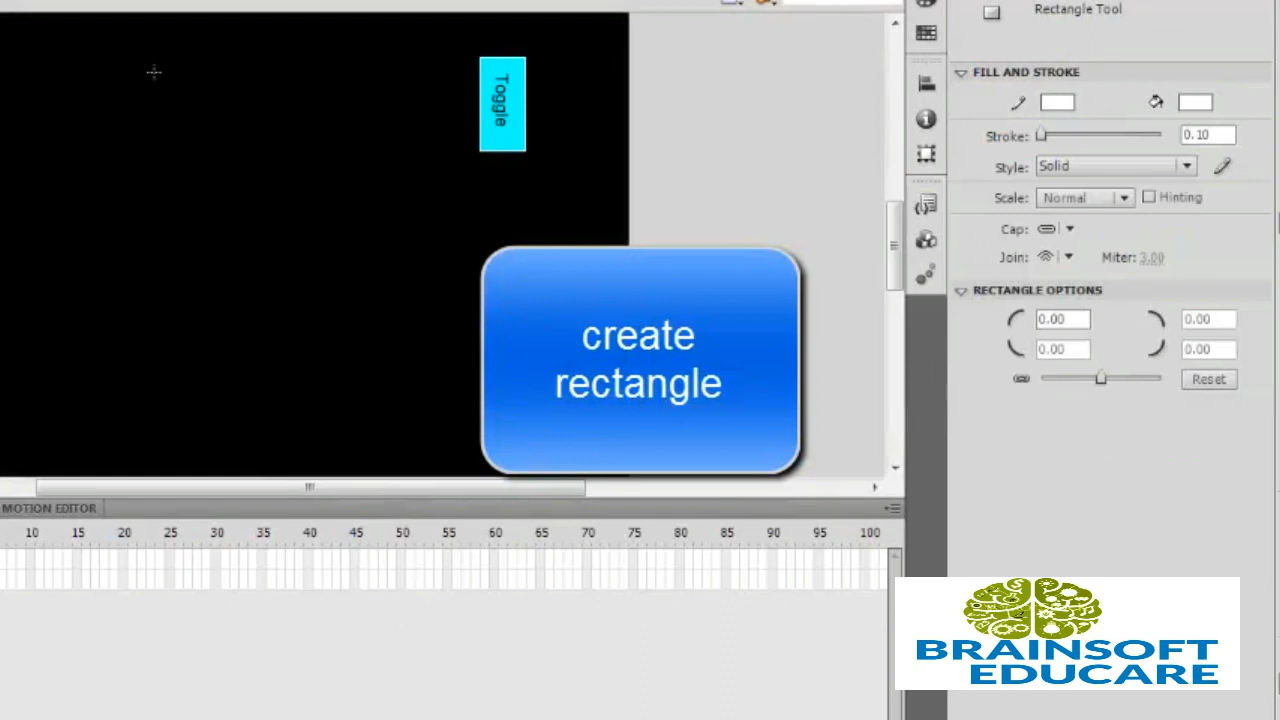 Rectangle Tool
FILL AND STROKE
Stroke: 0.10
Style: Solid
Scale: Normal Hinting
Cap:
Join: Miter: 3.00
RECTANGLE OPTIONS
0.00 0.00
0.00 0.00
Reset
Toggle
create
rectangle
MOTION EDITOR
10 15 20 25 30 35 40 45 50 55 60 65 70 75 80 85 90 95 100
BRAINSOFT
EDUCARE